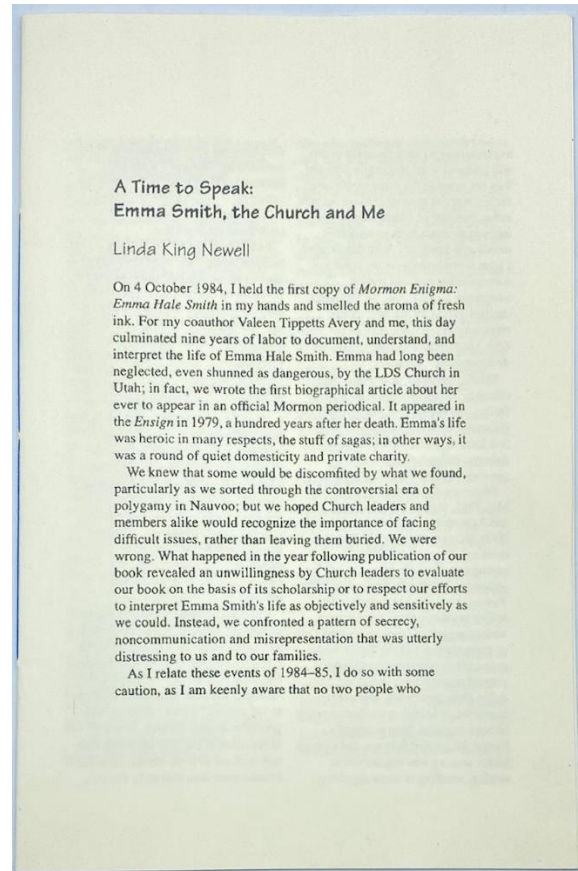 A Time to Speak:
Emma Smith, the Church and Me
Linda King Newell
On 4 October 1984, I held the first copy of Mormon Enigma:
Emma Hale Smith in my hands and smelled the aroma of fresh
ink. For my coauthor Valeen Tippetts Avery and me, this day
culminated nine years of labor to document, understand, and
interpret the life of Emma Hale Smith. Emma had long been
neglected, even shunned as dangerous, by the LDS Church in
Utah; in fact, we wrote the first biographical article about her
ever to appear in an official Mormon periodical. It appeared in
the Ensign in 1979, a hundred years after her death. Emma's life
was heroic in many respects, the stuff of sagas; in other ways, it
was a round of quiet domesticity and private charity.
We knew that some would be discomfited by what we found,
particularly as we sorted through the controversial era of
polygamy in Nauvoo; but we hoped Church leaders and
members alike would recognize the importance of facing
difficult issues, rather than leaving them buried. We were
wrong. What happened in the year following publication of our
book revealed an unwillingness by Church leaders to evaluate
our book on the basis of its scholarship or to respect our efforts
to interpret Emma Smith's life as objectively and sensitively as
we could. Instead, we confronted a pattern of secrecy,
noncommunication and misrepresentation that was utterly
distressing to us and to our families.
As I relate these events of 1984–85, I do so with some
caution, as I am keenly aware that no two people who